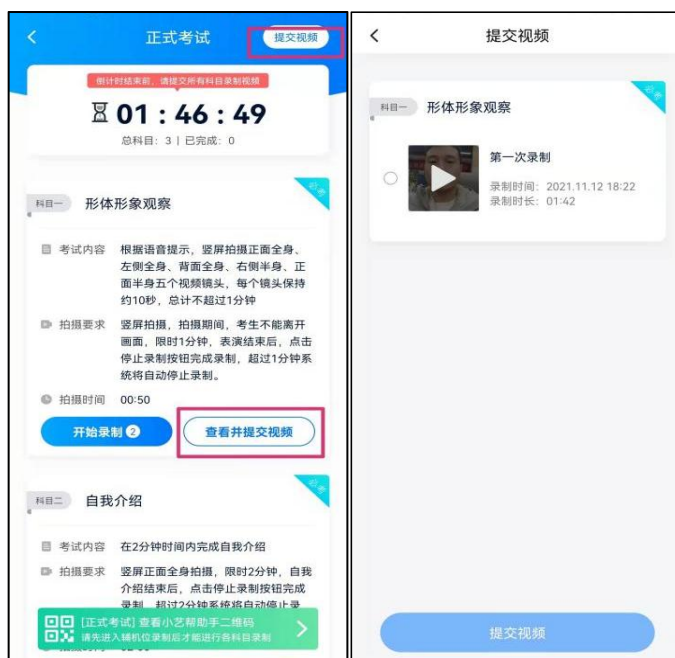 正式考试
提交视频
倒计时结束前，请提交所有科目录制视频
01 : 46 : 49
总科目：3 | 已完成：0
必考
科目一 形体形象观察
考试内容 根据语音提示，竖屏拍摄正面全身、
左侧全身、背面全身、右侧半身、正
面半身五个视频镜头，每个镜头保持
约10秒，总计不超过1分钟
拍摄要求 竖屏拍摄，拍摄期间，考生不能离开
画面，限时1分钟，表演结束后，点击
停止录制按钮完成录制，超过1分钟系
统将自动停止录制。
拍摄时间 00:50
开始录制 2
查看并提交视频
必考
科目二 自我介绍
考试内容 在2分钟时间内完成自我介绍
拍摄要求 竖屏正面全身拍摄，限时2分钟，自我
介绍结束后，点击停止录制按钮完成
录制，超过2分钟系统将自动停止录
[正式考试] 查看小艺帮助手二维码
请先进入辅机位录制后才能进行各科目录制
提交视频
必考
科目一 形体形象观察
第一次录制
录制时间：2021.11.12 18:22
录制时长：01:42
提交视频